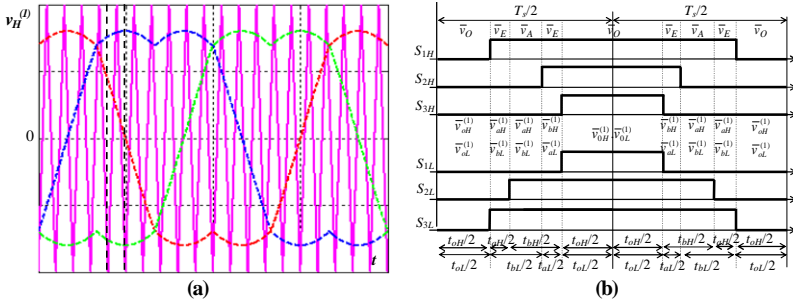 v_H^(I)
0
t
(a)
T_s/2 T_s/2
v̅_O v̅_E v̅_A v̅_E v_O v̅_E v̅_A v̅_E v̅_O
S_1H
S_2H
S_3H
v̅_oH^(1) v̅_aH^(1) v̅_aH^(1) v̅_bH^(1) v̅_0H^(1) v̅_0L^(1) v̅_bH^(1) v̅_aH^(1) v̅_aH^(1) v̅_oH^(1)
v̅_oL^(1) v̅_bL^(1) v̅_bL^(1) v̅_aL^(1) v̅_aL^(1) v̅_bL^(1) v̅_bL^(1) v̅_aL^(1)
S_1L
S_2L
S_3L
t_oH/2 t_aH/2 t_bH/2 t_oH/2 t_oH/2 t_bH/2 t_aH/2 t_oH/2
t_oL/2 t_bL/2 t_aL/2 t_oL/2 t_oL/2 t_aL/2 t_bL/2 t_oL/2
(b)